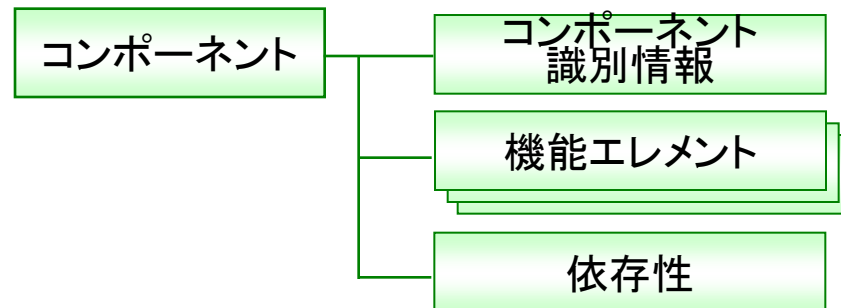 コンポーネント
コンポーネント
識別情報
機能エレメント
依存性